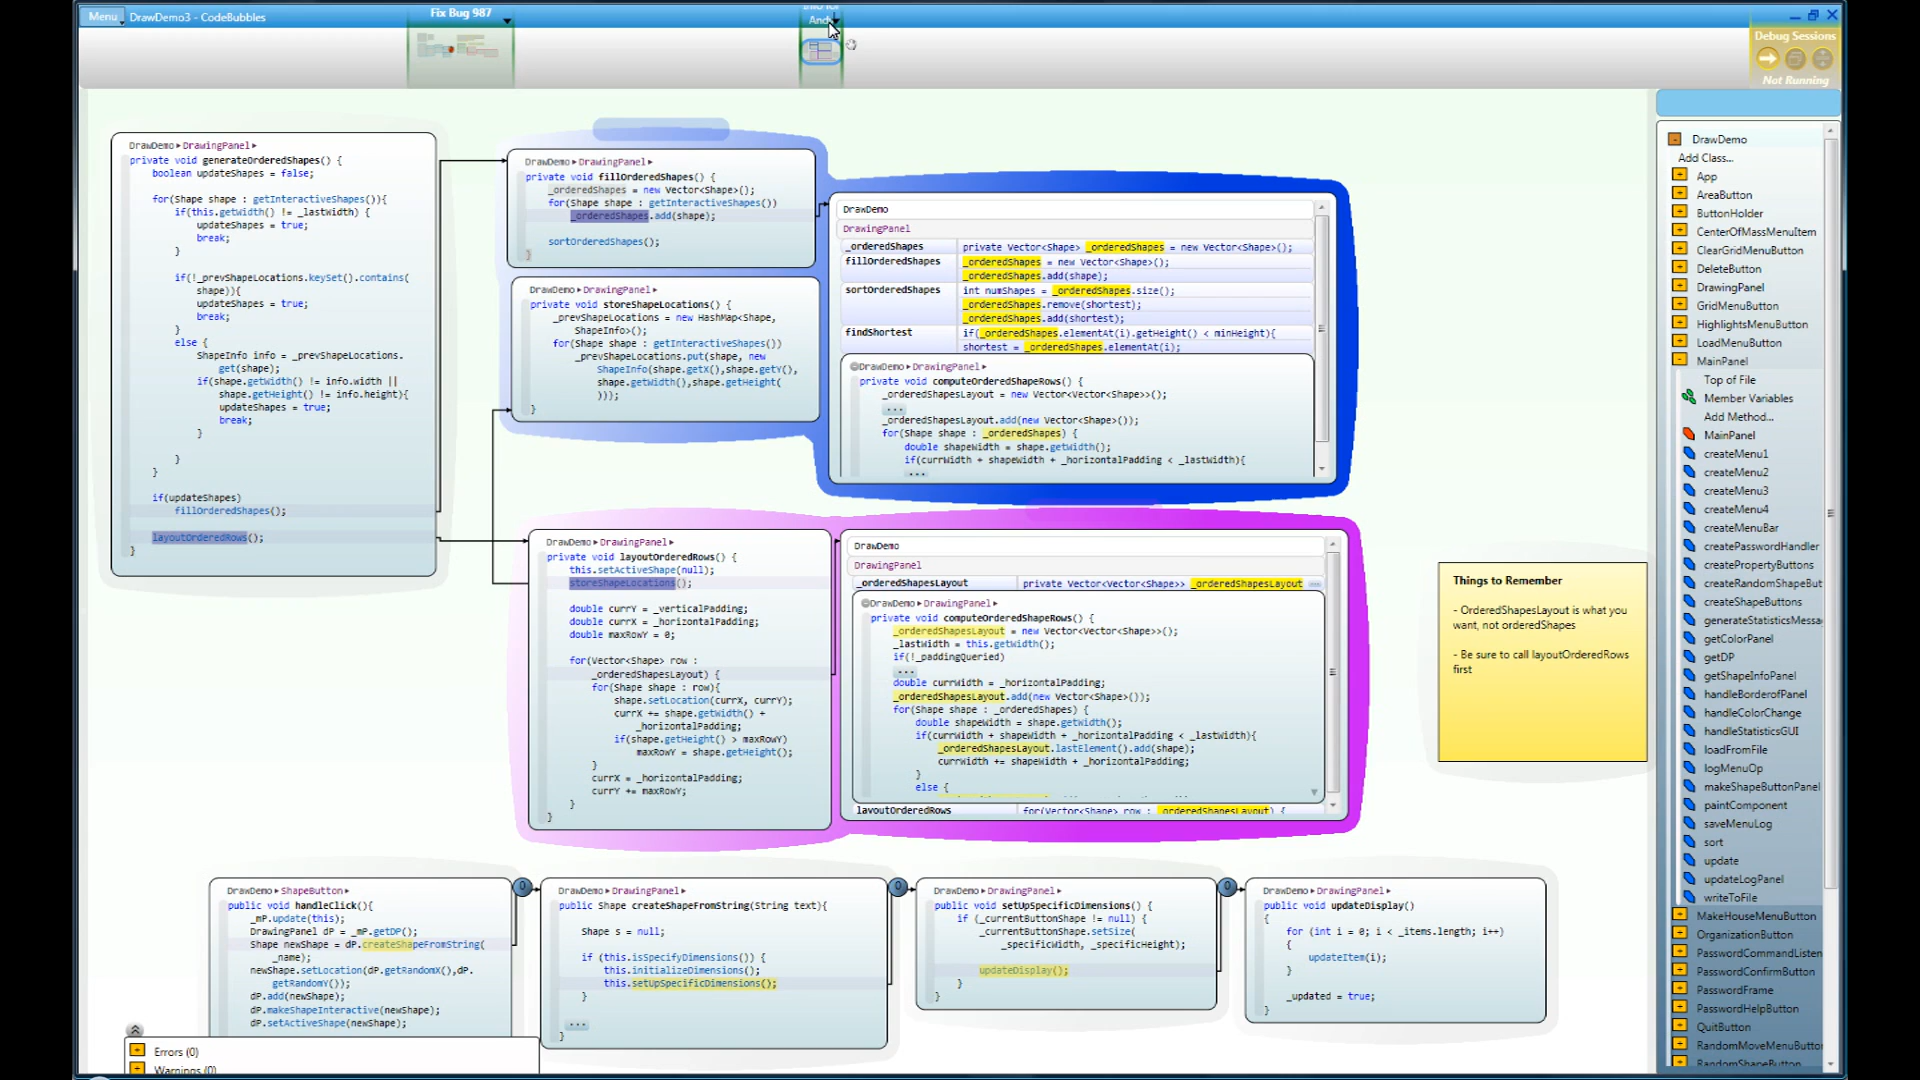 Menu
DrawDemo3 - CodeBubbles
Fix Bug 987
Debug Sessions
Not Running
DrawDemo▸DrawingPanel▸
private void generateOrderedShapes() {
boolean updateShapes = false;
for(Shape shape : getInteractiveShapes()){
if(this.getWidth() != _lastWidth) {
updateShapes = true;
break;
}
if(!_prevShapeLocations.keySet().contains(
shape)){
updateShapes = true;
break;
}
else {
ShapeInfo info = _prevShapeLocations.
get(shape);
if(shape.getWidth() != info.width ||
shape.getHeight() != info.height){
updateShapes = true;
break;
}
}
}
if(updateShapes)
fillOrderedShapes();
layoutOrderedRows();
}
DrawDemo▸DrawingPanel▸
private void fillOrderedShapes() {
_orderedShapes = new Vector<Shape>();
for(Shape shape : getInteractiveShapes())
_orderedShapes.add(shape);
sortOrderedShapes();
}
DrawDemo▸DrawingPanel▸
private void storeShapeLocations() {
_prevShapeLocations = new HashMap<Shape,
ShapeInfo>();
for(Shape shape : getInteractiveShapes())
_prevShapeLocations.put(shape, new
ShapeInfo(shape.getX(),shape.getY(),
shape.getWidth(),shape.getHeight(
)));
}
DrawDemo
DrawingPanel
_orderedShapes private Vector<Shape> _orderedShapes = new Vector<Shape>();
fillOrderedShapes _orderedShapes = new Vector<Shape>();
_orderedShapes.add(shape);
sortOrderedShapes int numShapes = _orderedShapes.size();
_orderedShapes.remove(shortest);
_orderedShapes.add(shortest);
findShortest if(_orderedShapes.elementAt(i).getHeight() < minHeight){
shortest = _orderedShapes.elementAt(i);
DrawDemo▸DrawingPanel▸
private void computeOrderedShapeRows() {
_orderedShapesLayout = new Vector<Vector<Shape>>();
...
_orderedShapesLayout.add(new Vector<Shape>());
for(Shape shape : _orderedShapes) {
double shapeWidth = shape.getWidth();
if(currWidth + shapeWidth + _horizontalPadding < _lastWidth){
...
DrawDemo▸DrawingPanel▸
private void layoutOrderedRows() {
this.setActiveShape(null);
storeShapeLocations();
double currY = _verticalPadding;
double currX = _horizontalPadding;
double maxRowY = 0;
for(Vector<Shape> row :
_orderedShapesLayout) {
for(Shape shape : row){
shape.setLocation(currX, currY);
currX += shape.getWidth() +
_horizontalPadding;
if(shape.getHeight() > maxRowY)
maxRowY = shape.getHeight();
}
currX = _horizontalPadding;
currY += maxRowY;
}
}
DrawDemo
DrawingPanel
_orderedShapesLayout private Vector<Vector<Shape>> _orderedShapesLayout
DrawDemo▸DrawingPanel▸
private void computeOrderedShapeRows() {
_orderedShapesLayout = new Vector<Vector<Shape>>();
_lastWidth = this.getWidth();
if(!_paddingQueried)
...
double currWidth = _horizontalPadding;
_orderedShapesLayout.add(new Vector<Shape>());
for(Shape shape : _orderedShapes) {
double shapeWidth = shape.getWidth();
if(currWidth + shapeWidth + _horizontalPadding < _lastWidth){
_orderedShapesLayout.lastElement().add(shape);
currWidth += shapeWidth + _horizontalPadding;
}
else {
layoutOrderedRows for(Vector<Shape> row : _orderedShapesLayout) {
Things to Remember
- OrderedShapesLayout is what you
want, not orderedShapes
- Be sure to call layoutOrderedRows
first
DrawDemo▸ShapeButton▸
public void handleClick(){
_mP.update(this);
DrawingPanel dP = _mP.getDP();
Shape newShape = dP.createShapeFromString(
_name);
newShape.setLocation(dP.getRandomX(),dP.
getRandomY());
dP.add(newShape);
dP.makeShapeInteractive(newShape);
dP.setActiveShape(newShape);
0
DrawDemo▸DrawingPanel▸
public Shape createShapeFromString(String text){
Shape s = null;
if (this.isSpecifyDimensions()) {
this.initializeDimensions();
this.setUpSpecificDimensions();
}
...
}
0
DrawDemo▸DrawingPanel▸
public void setUpSpecificDimensions() {
if (_currentButtonShape != null) {
_currentButtonShape.setSize(
_specificWidth, _specificHeight);
updateDisplay();
}
}
0
DrawDemo▸DrawingPanel▸
public void updateDisplay()
{
for (int i = 0; i < _items.length; i++)
{
updateItem(i);
}
_updated = true;
}
Errors (0)
Warnings (0)
DrawDemo
Add Class...
App
AreaButton
ButtonHolder
CenterOfMassMenuItem
ClearGridMenuButton
DeleteButton
DrawingPanel
GridMenuButton
HighlightsMenuButton
LoadMenuButton
MainPanel
Top of File
Member Variables
Add Method...
MainPanel
createMenu1
createMenu2
createMenu3
createMenu4
createMenuBar
createPasswordHandler
createPropertyButtons
createRandomShapeBut
createShapeButtons
generateStatisticsMessa
getColorPanel
getDP
getShapeInfoPanel
handleBorderofPanel
handleColorChange
handleStatisticsGUI
loadFromFile
logMenuOp
makeShapeButtonPanel
paintComponent
saveMenuLog
sort
update
updateLogPanel
writeToFile
MakeHouseMenuButton
OrganizationButton
PasswordCommandListen
PasswordConfirmButton
PasswordFrame
PasswordHelpButton
QuitButton
RandomMoveMenuButto
RandomShapeButton